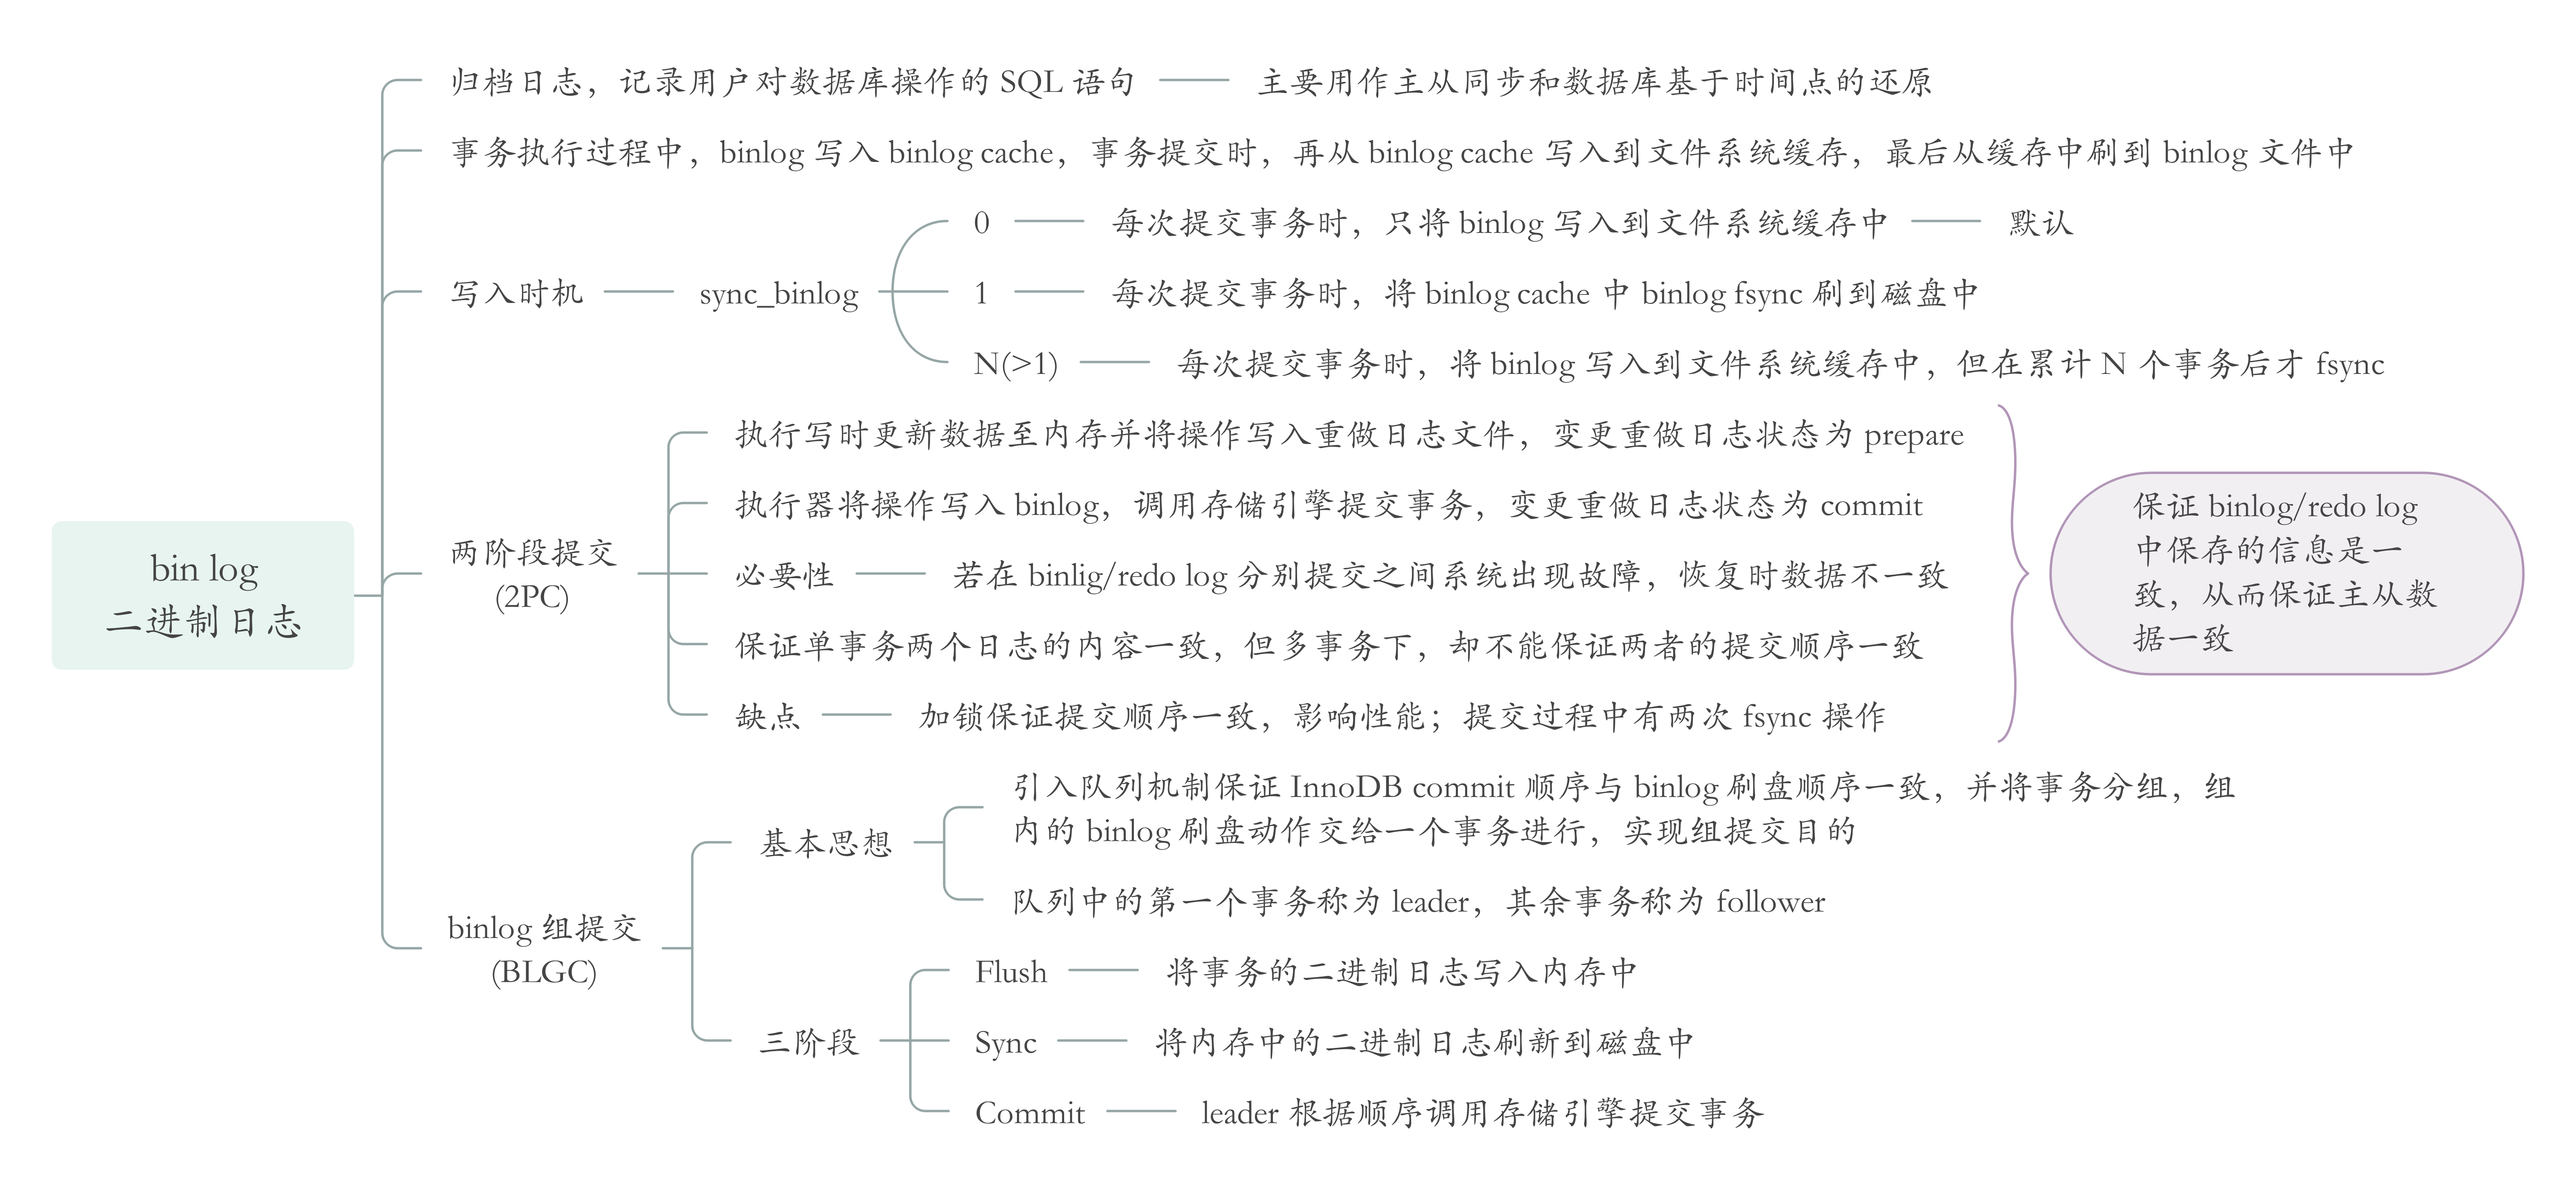 归档日志，记录用户对数据库操作的 SQL 语句
主要用作主从同步和数据库基于时间点的还原
事务执行过程中，binlog 写入 binlog cache，事务提交时，再从 binlog cache 写入到文件系统缓存，最后从缓存中刷到 binlog 文件中
写入时机
sync_binlog
0
每次提交事务时，只将 binlog 写入到文件系统缓存中
默认
1
每次提交事务时，将 binlog cache 中 binlog fsync 刷到磁盘中
N(>1)
每次提交事务时，将 binlog 写入到文件系统缓存中，但在累计 N 个事务后才 fsync
bin log
二进制日志
两阶段提交
(2PC)
执行写时更新数据至内存并将操作写入重做日志文件，变更重做日志状态为 prepare
执行器将操作写入 binlog，调用存储引擎提交事务，变更重做日志状态为 commit
必要性
若在 binlig/redo log 分别提交之间系统出现故障，恢复时数据不一致
保证单事务两个日志的内容一致，但多事务下，却不能保证两者的提交顺序一致
缺点
加锁保证提交顺序一致，影响性能；提交过程中有两次 fsync 操作
保证 binlog/redo log
中保存的信息是一
致，从而保证主从数
据一致
binlog 组提交
(BLGC)
基本思想
引入队列机制保证 InnoDB commit 顺序与 binlog 刷盘顺序一致，并将事务分组，组
内的 binlog 刷盘动作交给一个事务进行，实现组提交目的
队列中的第一个事务称为 leader，其余事务称为 follower
三阶段
Flush
将事务的二进制日志写入内存中
Sync
将内存中的二进制日志刷新到磁盘中
Commit
leader 根据顺序调用存储引擎提交事务